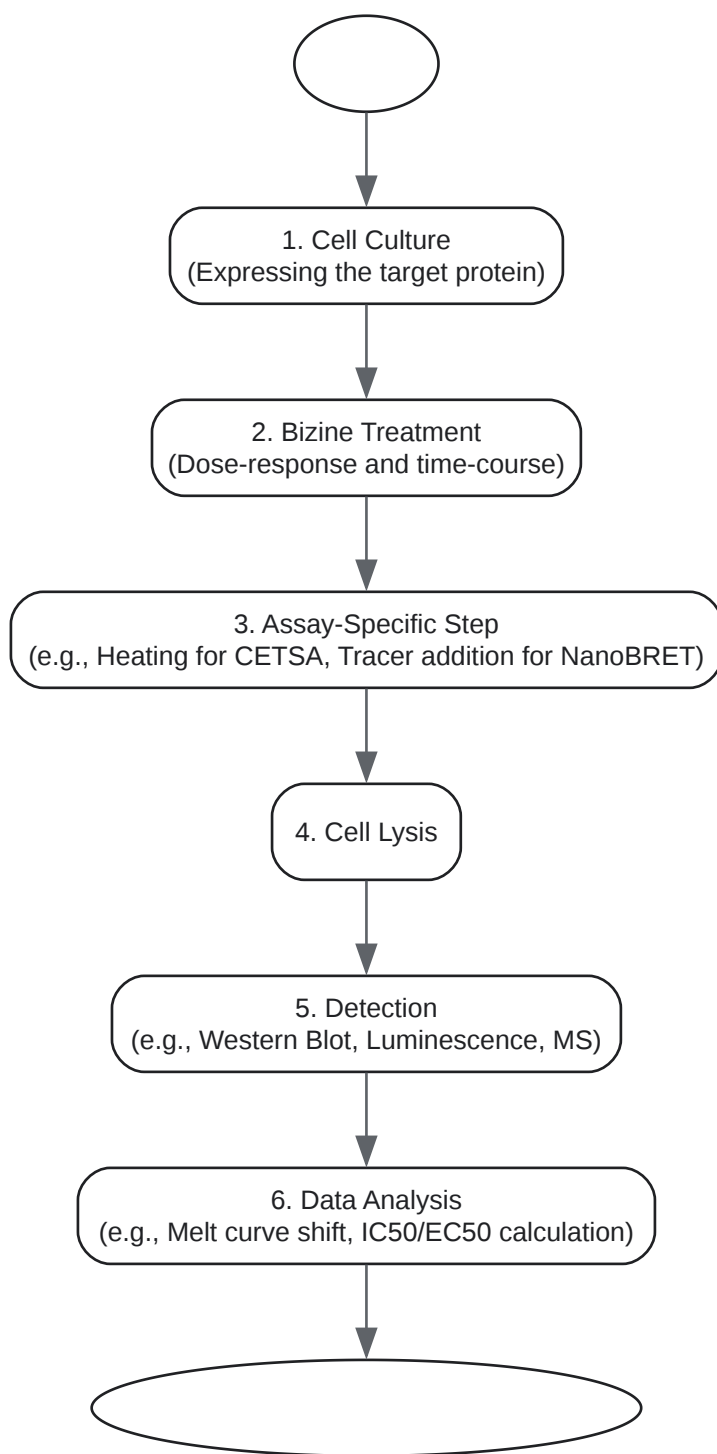 1. Cell Culture
(Expressing the target protein)
2. Bizine Treatment
(Dose-response and time-course)
3. Assay-Specific Step
(e.g., Heating for CETSA, Tracer addition for NanoBRET)
4. Cell Lysis
5. Detection
(e.g., Western Blot, Luminescence, MS)
6. Data Analysis
(e.g., Melt curve shift, IC50/EC50 calculation)